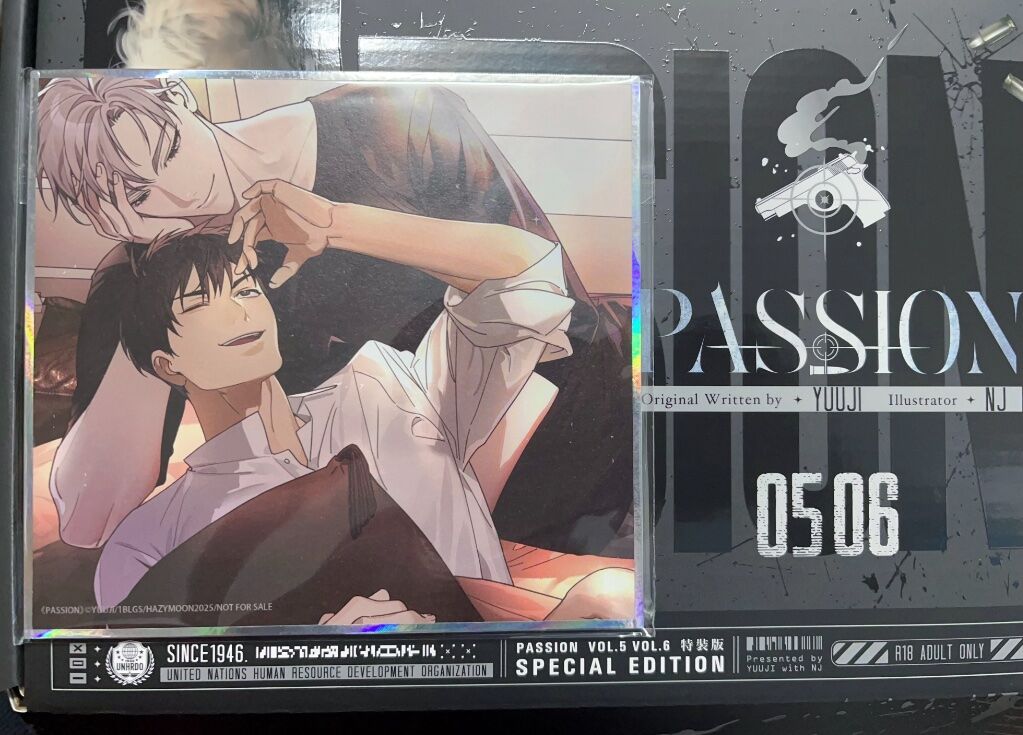 PASSION
Original Written by ✦ YUUJI Illustrator ✦ NJ
05 06
《PASSION》©YUUJI/1BLGS/HAZYMOON2025/NOT FOR SALE
UNHRDO
SINCE1946.
UNITED NATIONS HUMAN RESOURCE DEVELOPMENT ORGANIZATION
PASSION VOL.5 VOL.6 特装版
SPECIAL EDITION
Presented by
YUUJI with NJ
R18 ADULT ONLY